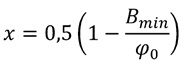 x = 0,5 (1 − B_min / φ_0)